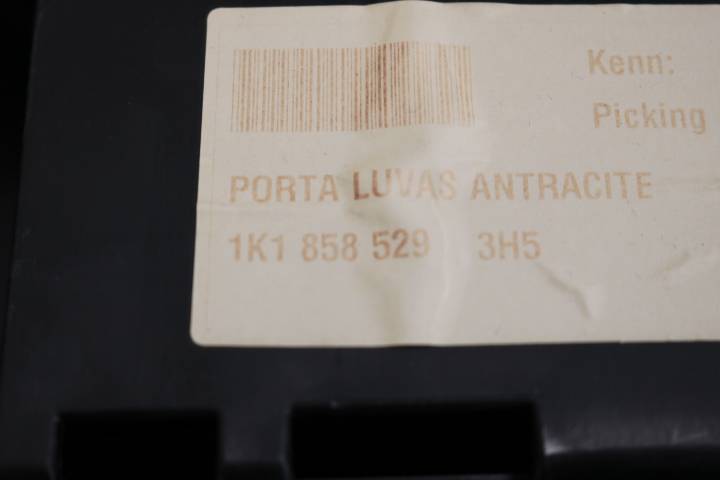 Kenn:
Picking
PORTA LUVAS ANTRACITE
1K1 858 529 3H5